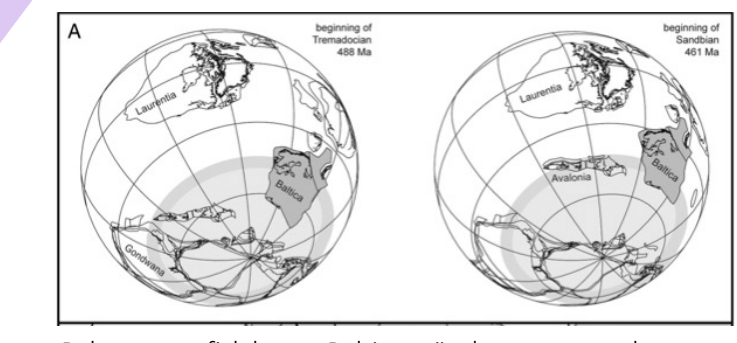 A
beginning of
Tremadocian
488 Ma
Laurentia
Baltica
Gondwana
beginning of
Sandbian
461 Ma
Laurentia
Avalonia
Baltica